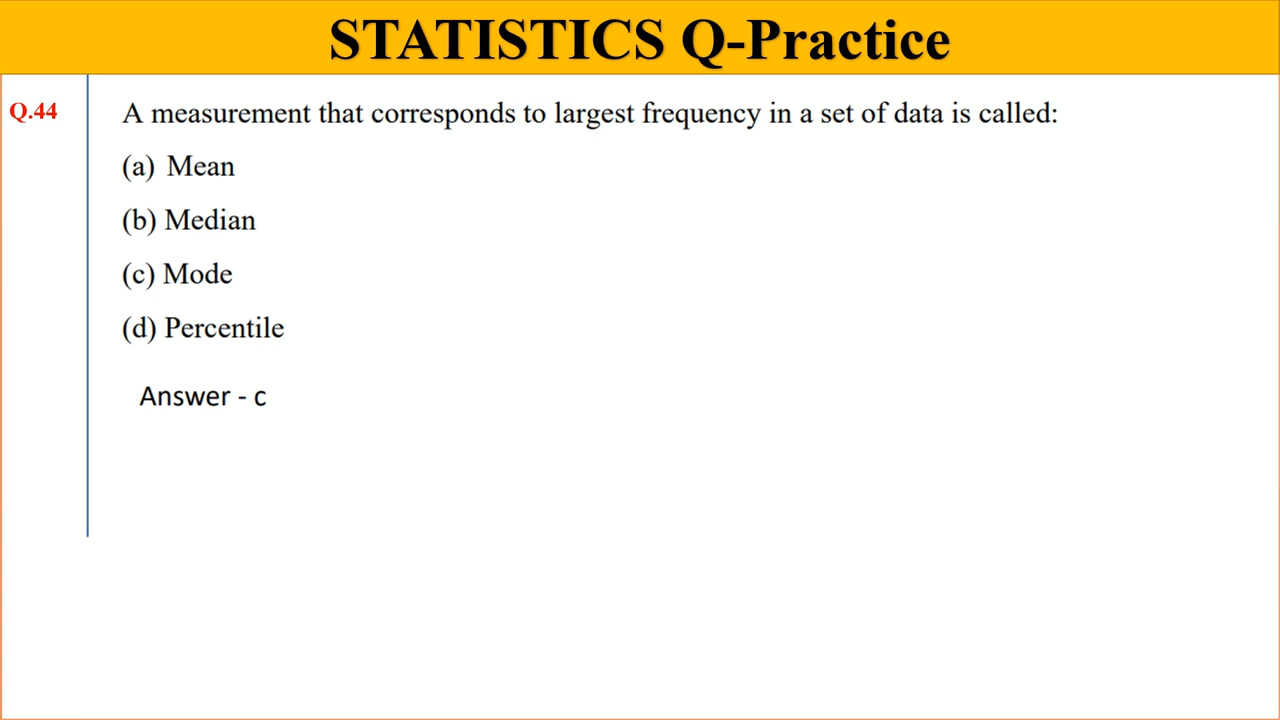 STATISTICS Q-Practice
Q.44 A measurement that corresponds to largest frequency in a set of data is called:
(a) Mean
(b) Median
(c) Mode
(d) Percentile
Answer - c